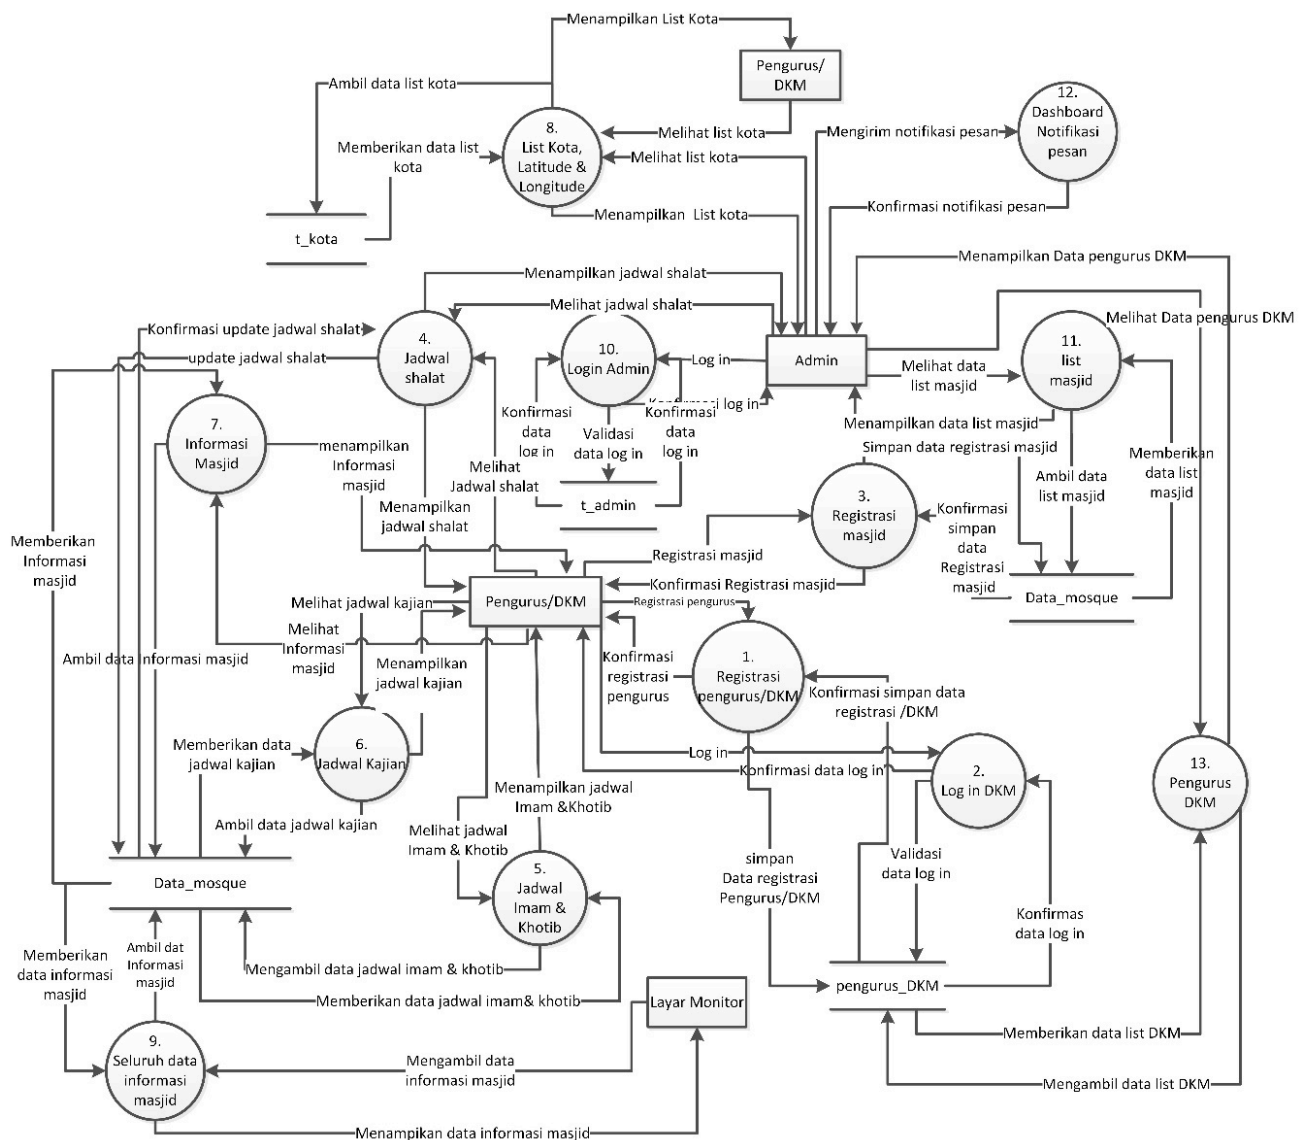 Menampilkan List Kota
Pengurus/
DKM
Ambil data list kota
12.
Dashboard
Notifikasi
pesan
8.
List Kota,
Latitude &
Longitude
Melihat list kota
Mengirim notifikasi pesan
Memberikan data list
kota
Melihat list kota
Menampilkan List kota
Konfirmasi notifikasi pesan
t_kota
Menampilkan Data pengurus DKM
Menampilkan jadwal shalat
Melihat jadwal shalat
Melihat Data pengurus DKM
Konfirmasi update jadwal shalat
update jadwal shalat
4.
Jadwal
shalat
10.
Login Admin
Log in
Admin
Melihat data
list masjid
11.
list
masjid
Konfirmasi log in
Konfirmasi
data
log in
Validasi
data log in
Konfirmasi
data
log in
t_admin
7.
Informasi
Masjid
menampilkan
Informasi
masjid
Melihat
Jadwal shalat
Menampilkan
jadwal shalat
Menampilkan data list masjid
Simpan data registrasi masjid
Ambil data
list masjid
Memberikan
data list
masjid
3.
Registrasi
masjid
Konfirmasi
simpan
data
Registrasi
masjid
Data_mosque
Memberikan
Informasi
masjid
Registrasi masjid
Konfirmasi Registrasi masjid
Pengurus/DKM
Registrasi pengurus
Melihat jadwal kajian
Melihat
Informasi
masjid
Ambil data Informasi masjid
Menampilkan
jadwal kajian
Konfirmasi
registrasi
pengurus
1.
Registrasi
pengurus/DKM
Konfirmasi simpan data
registrasi /DKM
Memberikan data
jadwal kajian
6.
Jadwal Kajian
Log in
Konfirmasi data log in
2.
Log in DKM
13.
Pengurus
DKM
Menampilkan jadwal
Imam &Khotib
Ambil data jadwal kajian
Melihat jadwal
Imam & Khotib
simpan
Data registrasi
Pengurus/DKM
Validasi
data log in
Konfirmas
data log in
Data_mosque
5.
Jadwal
Imam &
Khotib
Memberikan
data informasi
masjid
Ambil dat
Informasi
masjid
Mengambil data jadwal imam & khotib
Memberikan data jadwal imam& khotib
Layar Monitor
pengurus_DKM
Memberikan data list DKM
9.
Seluruh data
informasi
masjid
Mengambil data
informasi masjid
Mengambil data list DKM
Menampikan data informasi masjid